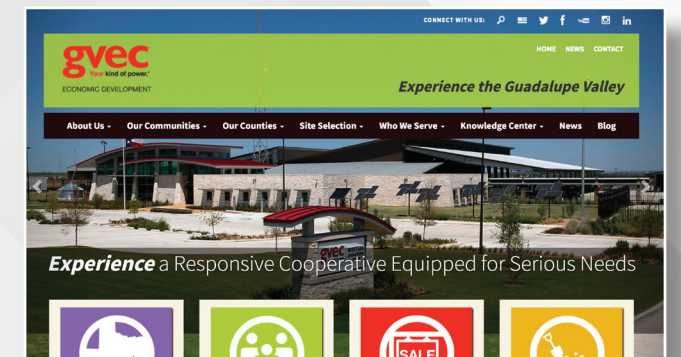 CONNECT WITH US:
HOME NEWS CONTACT
gvec
Your kind of power.®
ECONOMIC DEVELOPMENT
Experience the Guadalupe Valley
About Us Our Communities Our Counties Site Selection Who We Serve Knowledge Center News Blog
gvec
Experience a Responsive Cooperative Equipped for Serious Needs
SALE